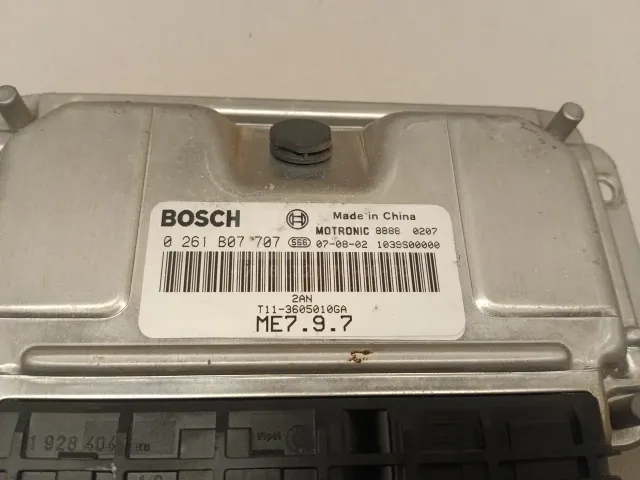 BOSCH Made in China
0 261 B07 707 SGG MOTRONIC 8888 0207
07-08-02 1039S00000
2AN
T11-3605010GA
ME7.9.7
1 928 404